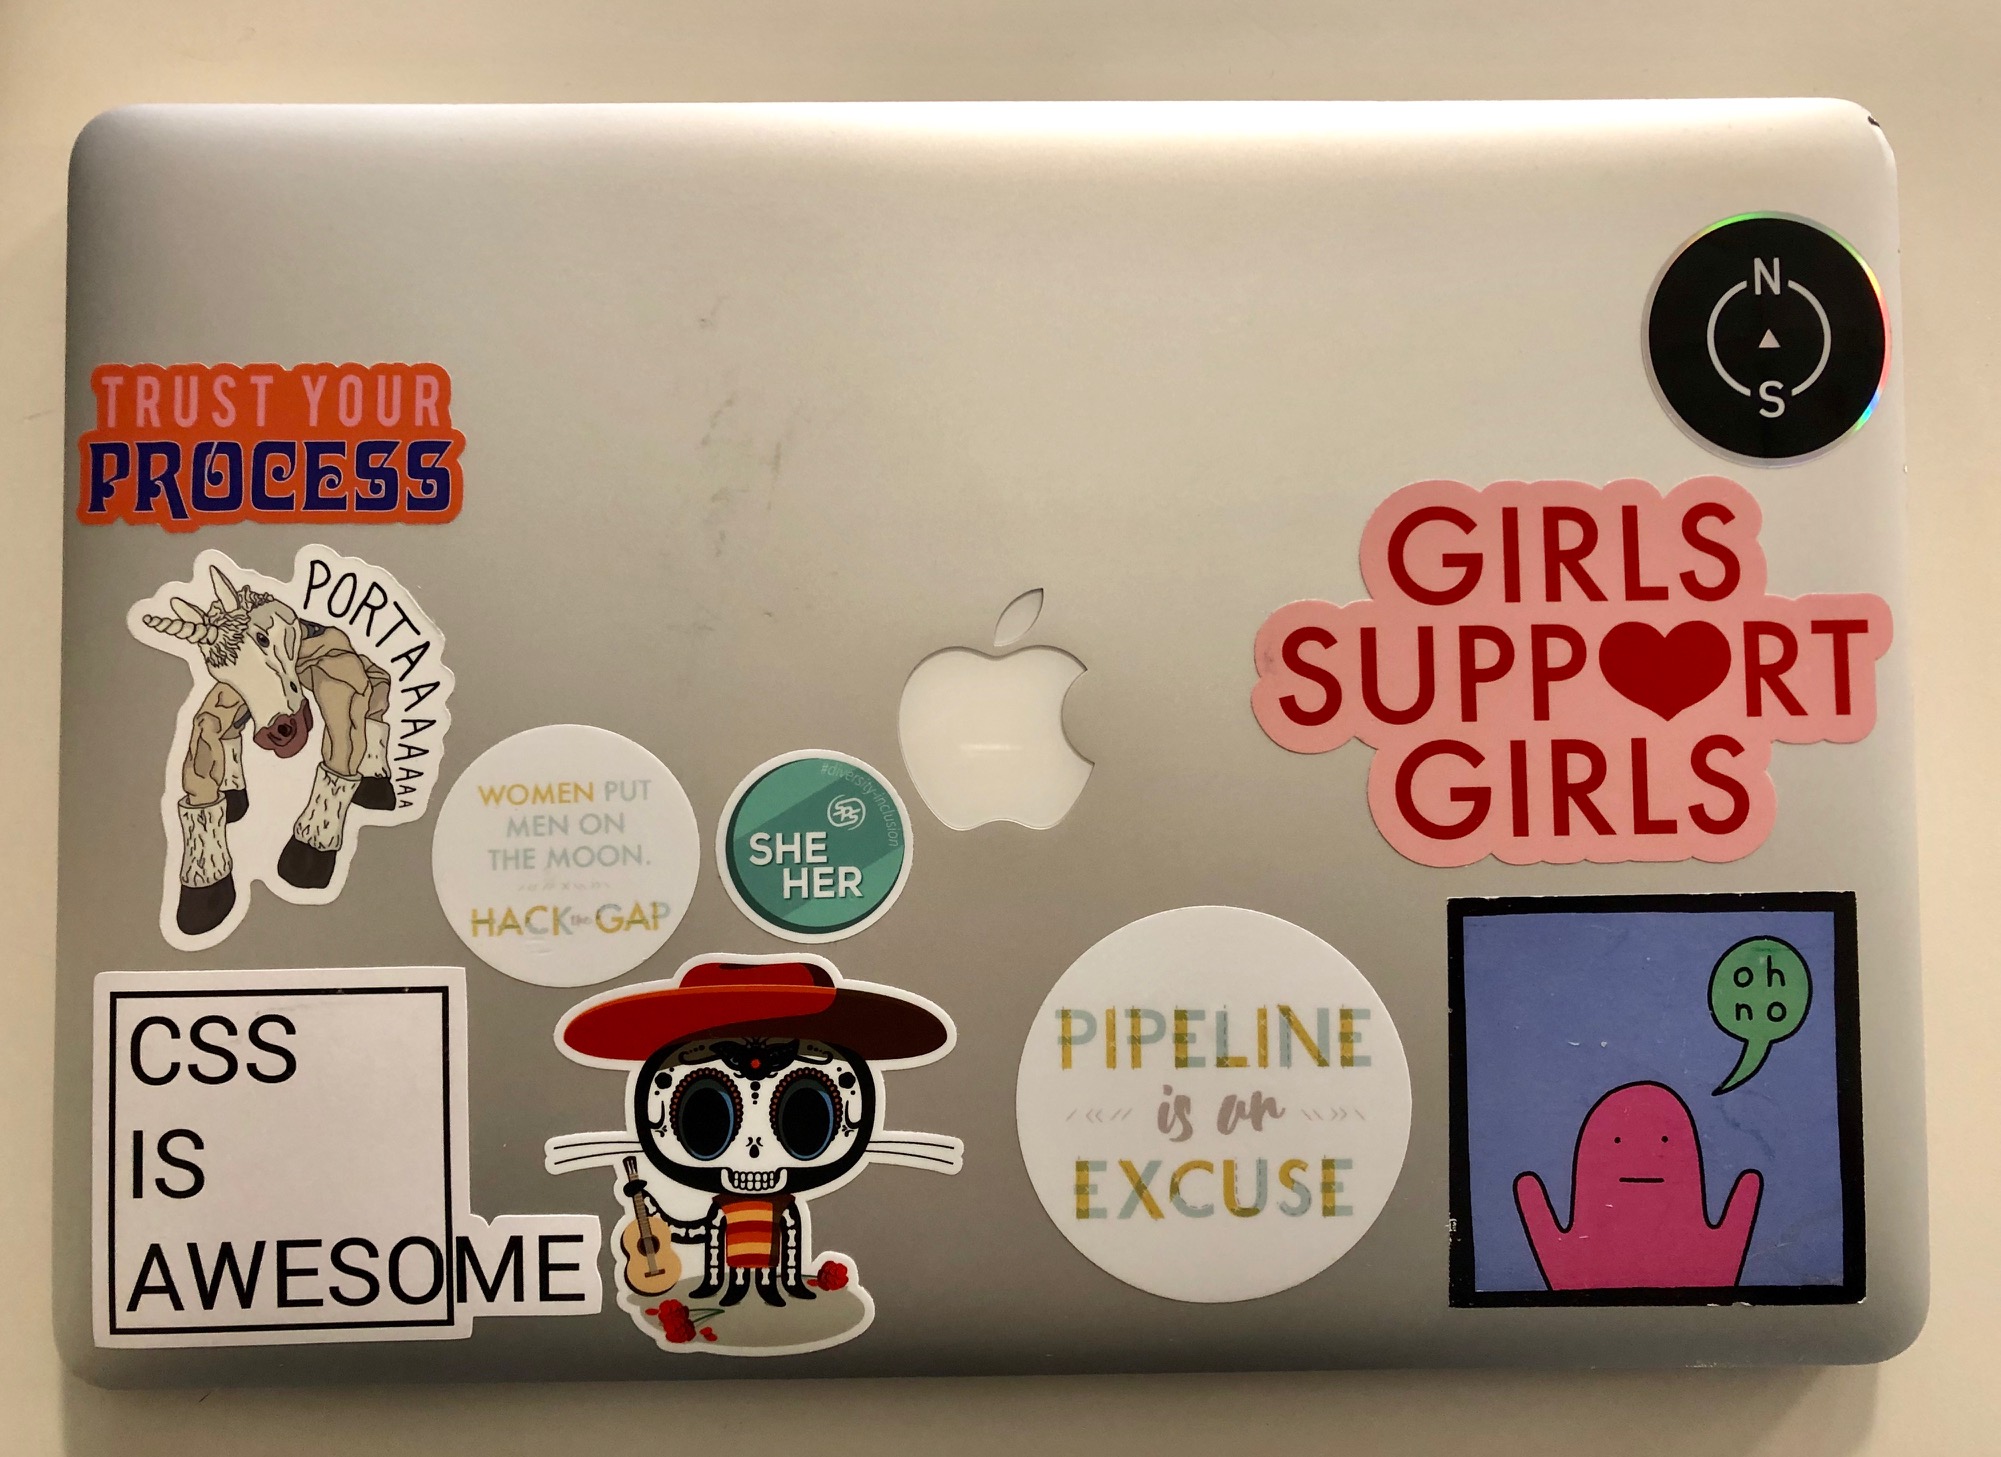 N
S
TRUST YOUR
PROCESS
GIRLS
SUPPORT
GIRLS
PORTAAAAAAAA
WOMEN PUT
MEN ON
THE MOON.
HACK the GAP
#diversity-inclusion
SHE
HER
oh
no
CSS
IS
AWESOME
PIPELINE
is an
EXCUSE